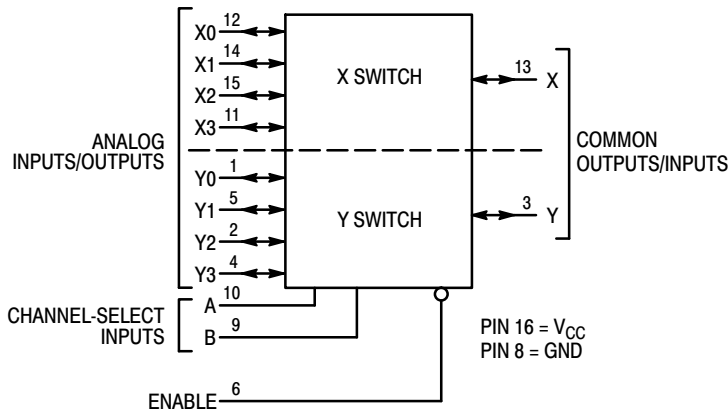 X0 12
X1 14
X2 15
X3 11
X SWITCH
13 X
ANALOG
INPUTS/OUTPUTS
COMMON
OUTPUTS/INPUTS
Y0 1
Y1 5
Y2 2
Y3 4
Y SWITCH
3 Y
CHANNEL-SELECT
INPUTS
A 10
B 9
PIN 16 = VCC
PIN 8 = GND
ENABLE 6